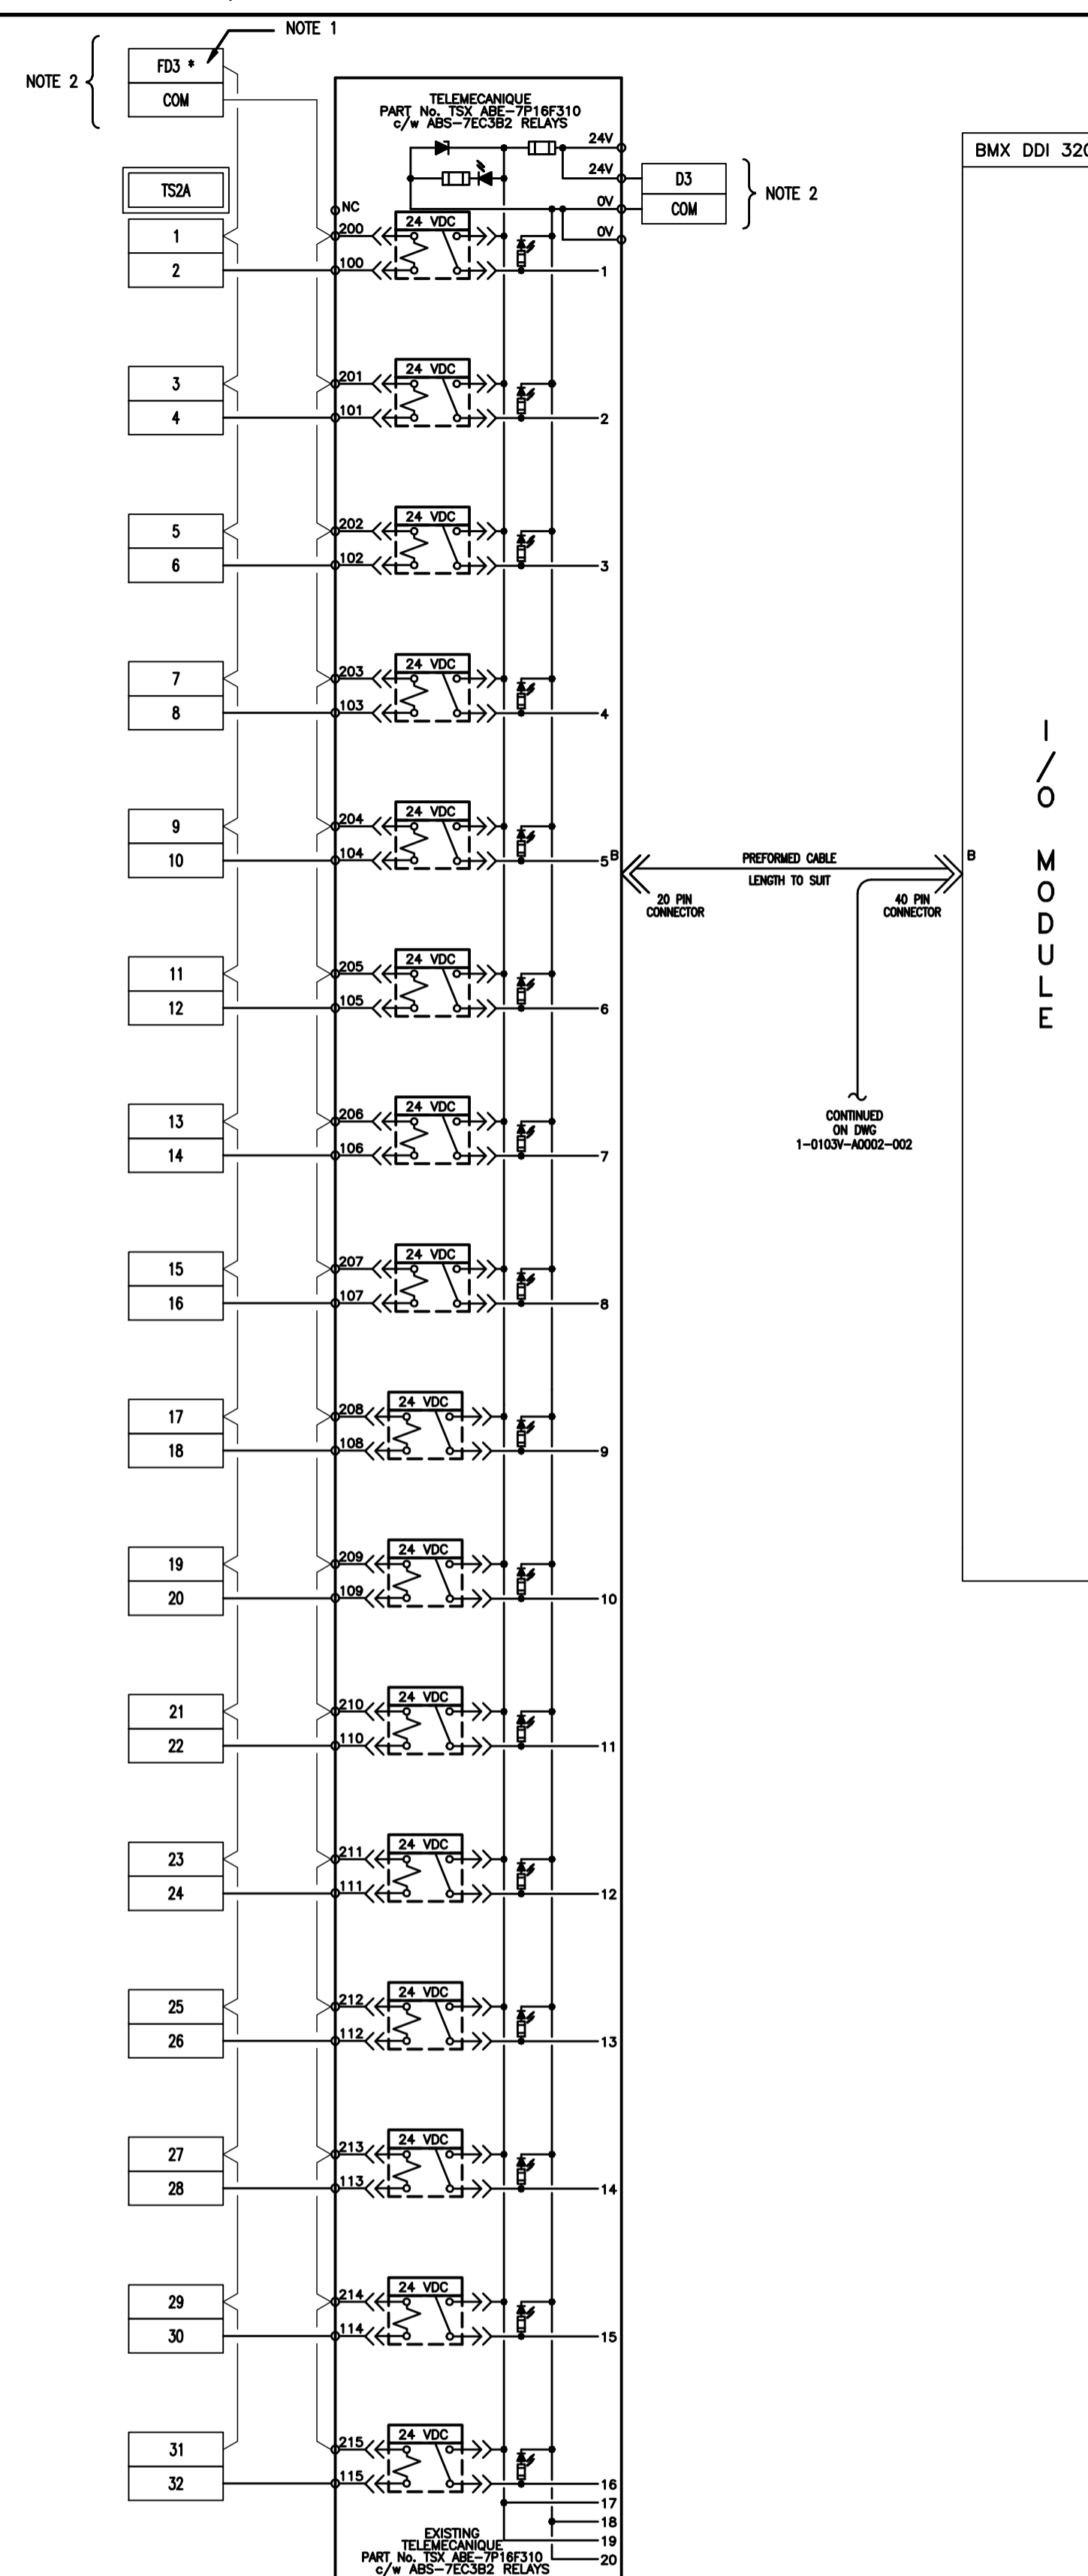 NOTE 1
NOTE 2
FD3 *
COM
TELEMECANIQUE
PART No. TSX ABE-7P16F310
c/w ABS-7EC3B2 RELAYS
BMX DDI 320
24V
24V
D3
NOTE 2
0V
COM
0V
TS2A
NC
1
200
24 VDC
2
100
1
3
201
24 VDC
4
101
2
5
202
24 VDC
6
102
3
7
203
24 VDC
8
103
4
9
204
24 VDC
10
104
5
B
PREFORMED CABLE
LENGTH TO SUIT
20 PIN
CONNECTOR
40 PIN
CONNECTOR
B
I/O MODULE
11
205
24 VDC
12
105
6
13
206
24 VDC
14
106
7
CONTINUED
ON DWG
1-0103V-A0002-002
15
207
24 VDC
16
107
8
17
208
24 VDC
18
108
9
19
209
24 VDC
20
109
10
21
210
24 VDC
22
110
11
23
211
24 VDC
24
111
12
25
212
24 VDC
26
112
13
27
213
24 VDC
28
113
14
29
214
24 VDC
30
114
15
31
215
24 VDC
32
115
16
17
18
19
20
EXISTING
TELEMECANIQUE
PART No. TSX ABE-7P16F310
c/w ABS-7EC3B2 RELAYS